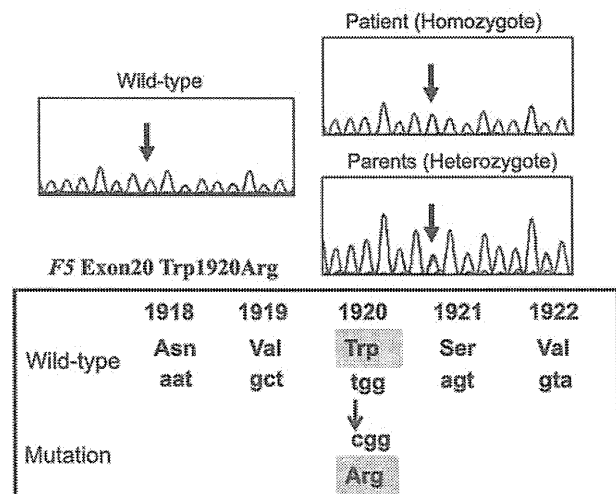 Patient (Homozygote)
Wild-type
Parents (Heterozygote)
F5 Exon20 Trp1920Arg
1918 1919 1920 1921 1922
Wild-type
Asn Val Trp Ser Val
aat gct tgg agt gta
cgg
Mutation
Arg